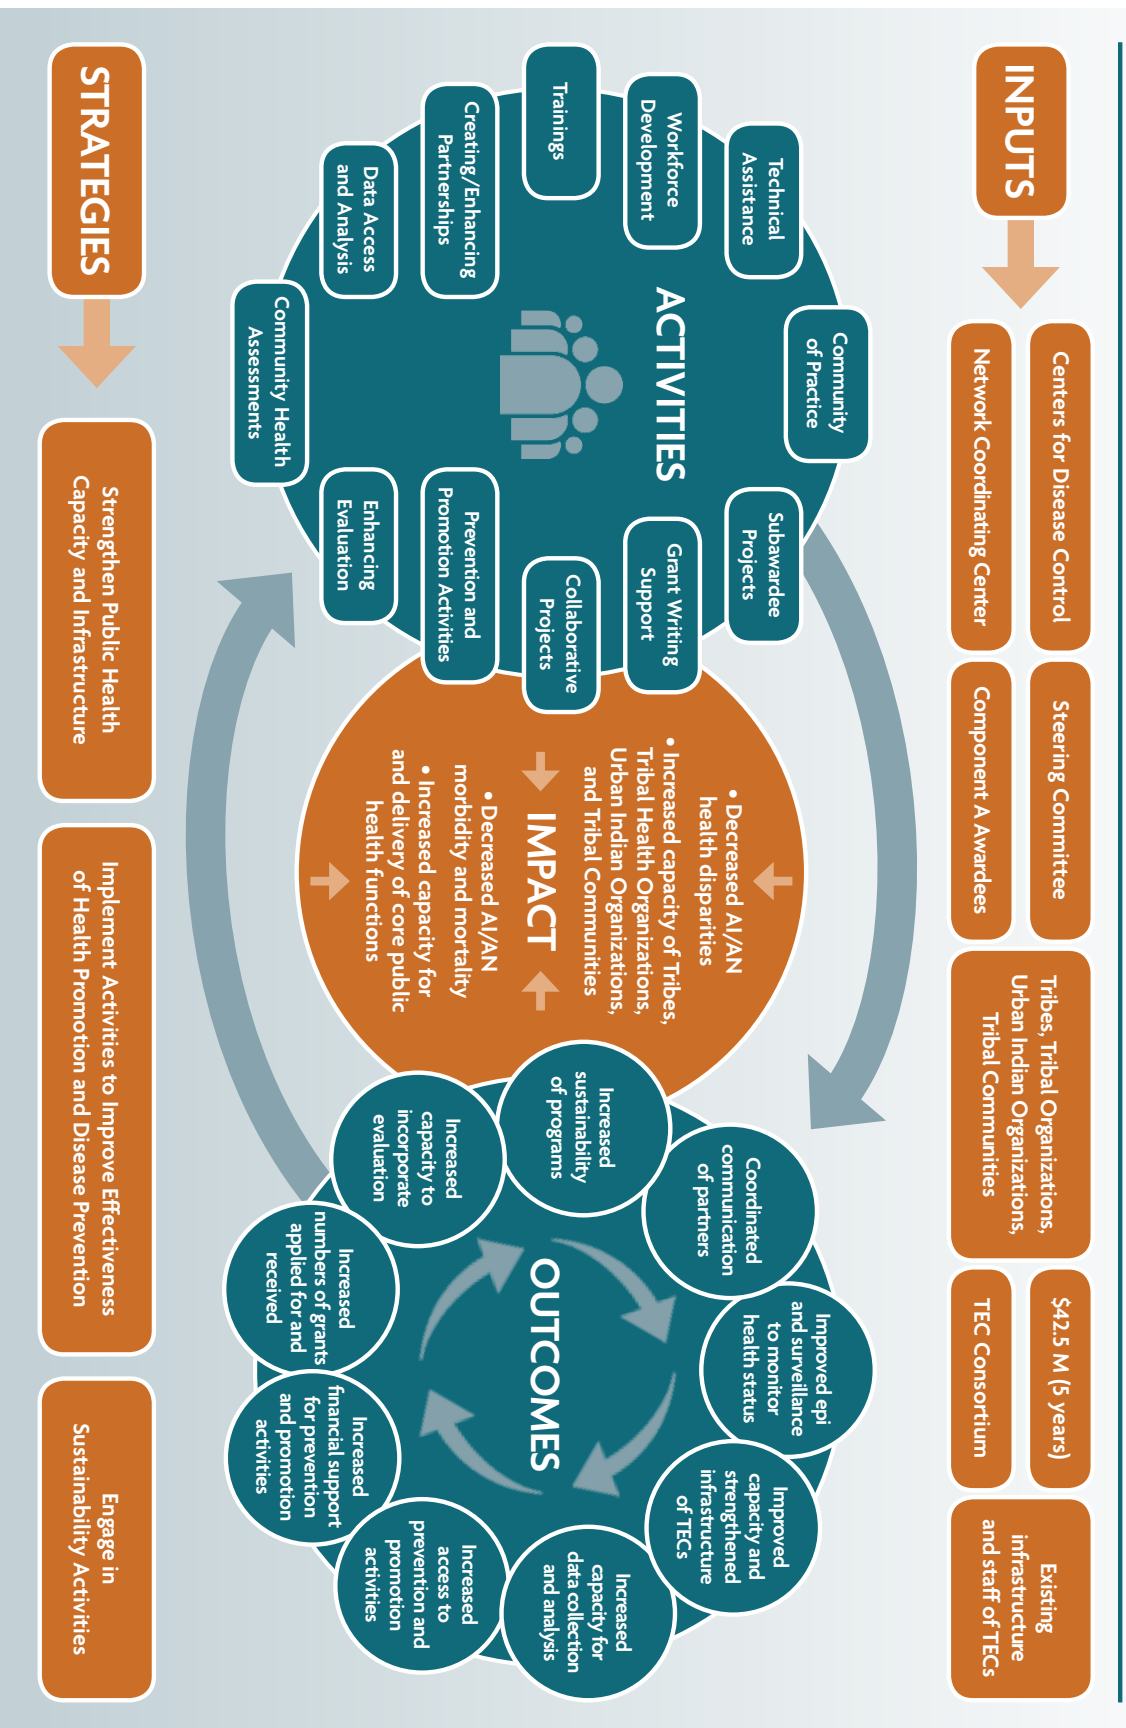 INPUTS
Centers for Disease Control
Network Coordinating Center
Steering Committee
Component A Awardees
Tribes, Tribal Organizations,
Urban Indian Organizations,
Tribal Communities
$42.5 M (5 years)
TEC Consortium
Existing
infrastructure
and staff of TECs
ACTIVITIES
Community
of Practice
Technical
Assistance
Workforce
Development
Trainings
Creating/Enhancing
Partnerships
Data Access
and Analysis
Community Health
Assessments
Subawardee
Projects
Grant Writing
Support
Collaborative
Projects
Prevention and
Promotion Activities
Enhancing
Evaluation
• Decreased AI/AN
health disparities
• Increased capacity of Tribes,
Tribal Health Organizations,
Urban Indian Organizations,
and Tribal Communities
IMPACT
• Decreased AI/AN
morbidity and mortality
• Increased capacity for
and delivery of core public
health functions
OUTCOMES
Increased
sustainability
of programs
Coordinated
communication
of partners
Improved epi
and surveillance
to monitor
health status
Improved
capacity and
strengthened
infrastructure
of TECs
Increased
capacity for
data collection
and analysis
Increased
access to
prevention and
promotion
activities
Increased
financial support
for prevention
and promotion
activities
Increased
numbers of grants
applied for and
received
Increased
capacity to
incorporate
evaluation
STRATEGIES
Strengthen Public Health
Capacity and Infrastructure
Implement Activities to Improve Effectiveness
of Health Promotion and Disease Prevention
Engage in
Sustainability Activities